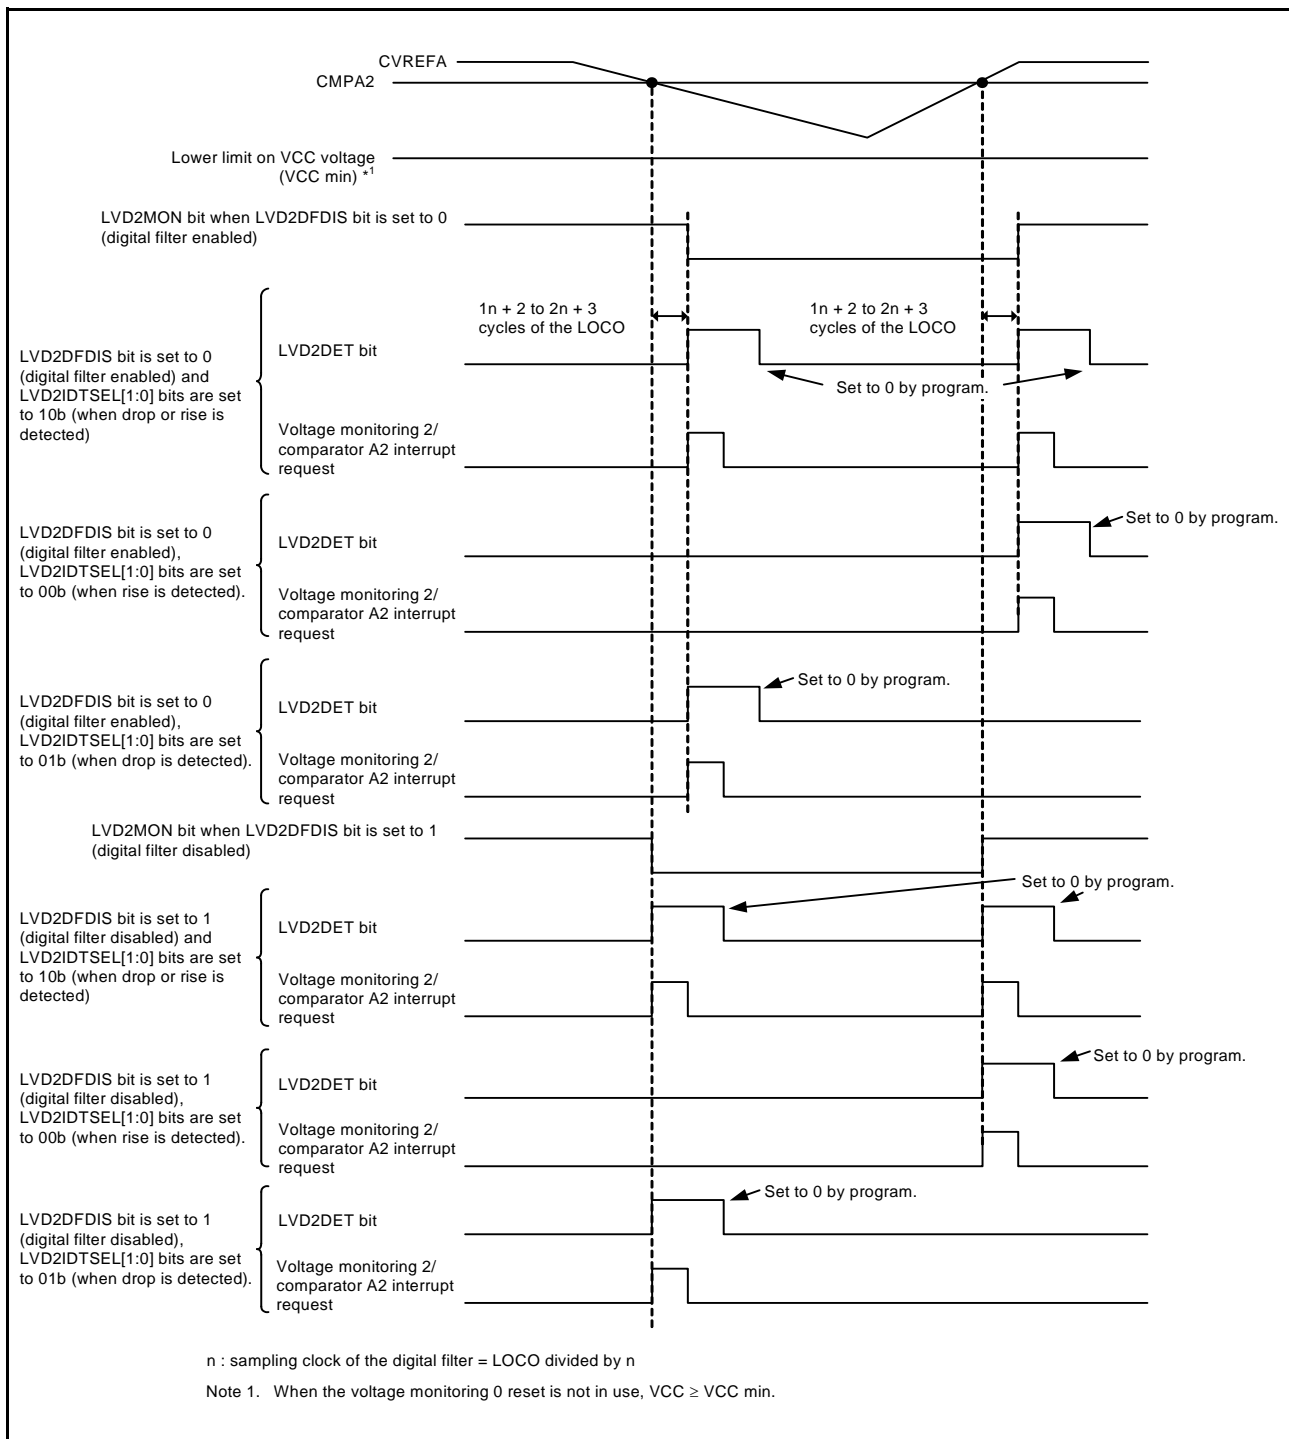 CVREFA
CMPA2
Lower limit on VCC voltage
(VCC min) *1
LVD2MON bit when LVD2DFDIS bit is set to 0
(digital filter enabled)
1n + 2 to 2n + 3
cycles of the LOCO
1n + 2 to 2n + 3
cycles of the LOCO
LVD2DFDIS bit is set to 0
(digital filter enabled) and
LVD2IDTSEL[1:0] bits are set
to 10b (when drop or rise is
detected)
LVD2DET bit
Set to 0 by program.
Voltage monitoring 2/
comparator A2 interrupt
request
LVD2DFDIS bit is set to 0
(digital filter enabled),
LVD2IDTSEL[1:0] bits are set
to 00b (when rise is detected).
LVD2DET bit
Set to 0 by program.
Voltage monitoring 2/
comparator A2 interrupt
request
LVD2DFDIS bit is set to 0
(digital filter enabled),
LVD2IDTSEL[1:0] bits are set
to 01b (when drop is detected).
LVD2DET bit
Set to 0 by program.
Voltage monitoring 2/
comparator A2 interrupt
request
LVD2MON bit when LVD2DFDIS bit is set to 1
(digital filter disabled)
LVD2DFDIS bit is set to 1
(digital filter disabled) and
LVD2IDTSEL[1:0] bits are set
to 10b (when drop or rise is
detected)
LVD2DET bit
Set to 0 by program.
Voltage monitoring 2/
comparator A2 interrupt
request
LVD2DFDIS bit is set to 1
(digital filter disabled),
LVD2IDTSEL[1:0] bits are set
to 00b (when rise is detected).
LVD2DET bit
Set to 0 by program.
Voltage monitoring 2/
comparator A2 interrupt
request
LVD2DFDIS bit is set to 1
(digital filter disabled),
LVD2IDTSEL[1:0] bits are set
to 01b (when drop is detected).
LVD2DET bit
Set to 0 by program.
Voltage monitoring 2/
comparator A2 interrupt
request
n : sampling clock of the digital filter = LOCO divided by n
Note 1. When the voltage monitoring 0 reset is not in use, VCC ≥ VCC min.